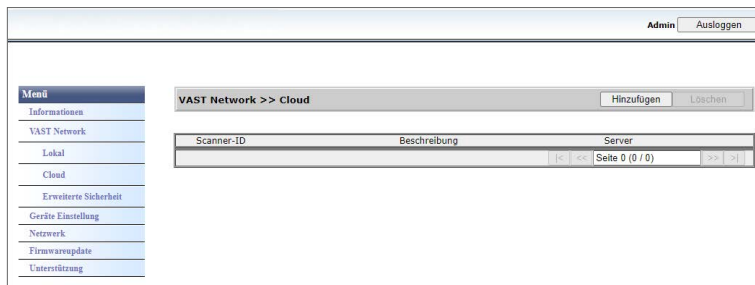 Admin Ausloggen
Menü
Informationen
VAST Network
Lokal
Cloud
Erweiterte Sicherheit
Geräte Einstellung
Netzwerk
Firmwareupdate
Unterstützung
VAST Network >> Cloud Hinzufügen Löschen
Scanner-ID Beschreibung Server
|< << Seite 0 (0 / 0) >> >|